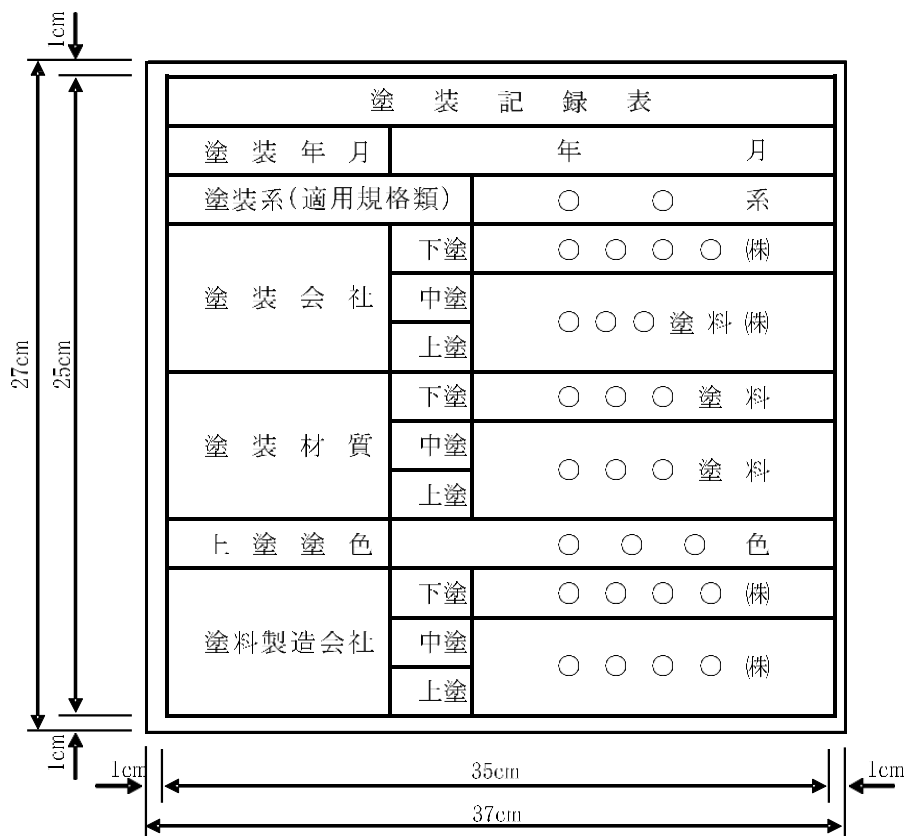 1cm
塗装記録表
塗装年月 年 月
塗装系(適用規格類) ○ ○ 系
下塗 ○○○○㈱
塗装会社 中塗 ○○○塗料㈱
上塗
下塗 ○○○塗料
塗装材質 中塗 ○○○塗料
上塗
上塗塗色 ○○○色
下塗 ○○○○㈱
塗料製造会社 中塗 ○○○○㈱
上塗
27cm
25cm
1cm
1cm
35cm
1cm
37cm